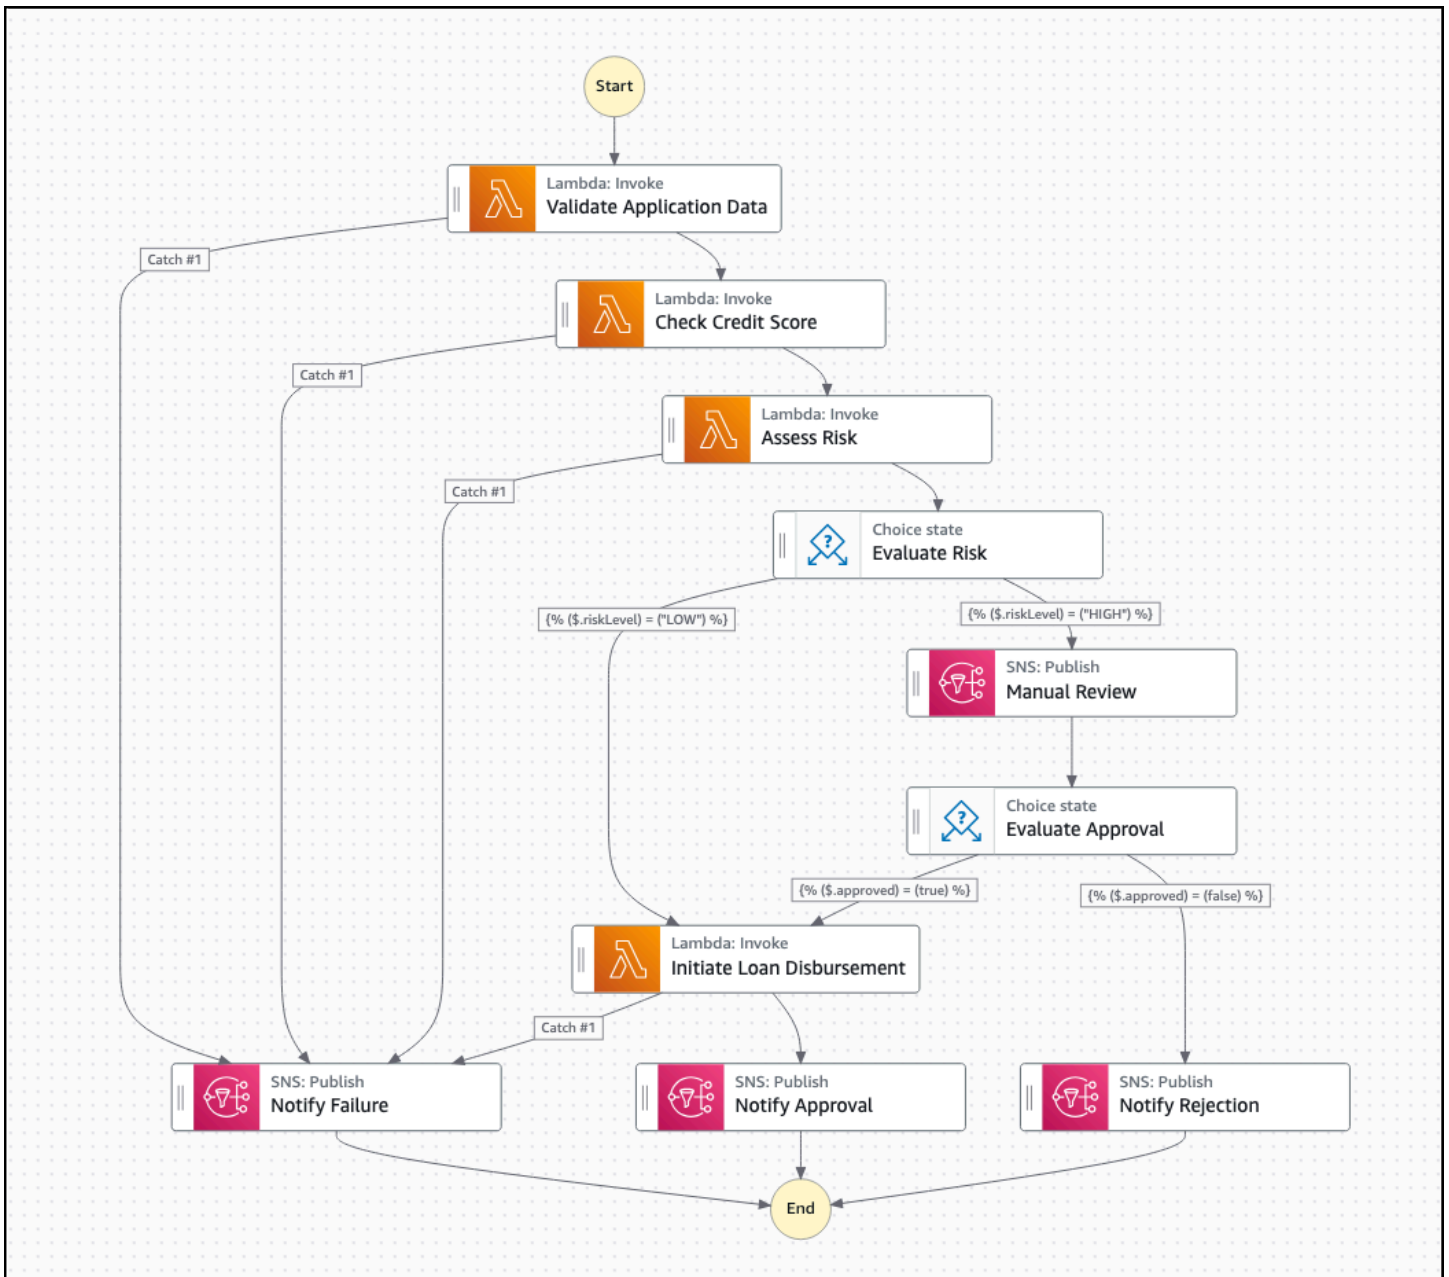 Start
Lambda: Invoke
Validate Application Data
Catch #1
Lambda: Invoke
Check Credit Score
Catch #1
Lambda: Invoke
Assess Risk
Catch #1
Choice state
Evaluate Risk
{% ($.riskLevel) = ("LOW") %}
{% ($.riskLevel) = ("HIGH") %}
SNS: Publish
Manual Review
Choice state
Evaluate Approval
{% ($.approved) = (true) %}
{% ($.approved) = (false) %}
Lambda: Invoke
Initiate Loan Disbursement
Catch #1
SNS: Publish
Notify Failure
SNS: Publish
Notify Approval
SNS: Publish
Notify Rejection
End